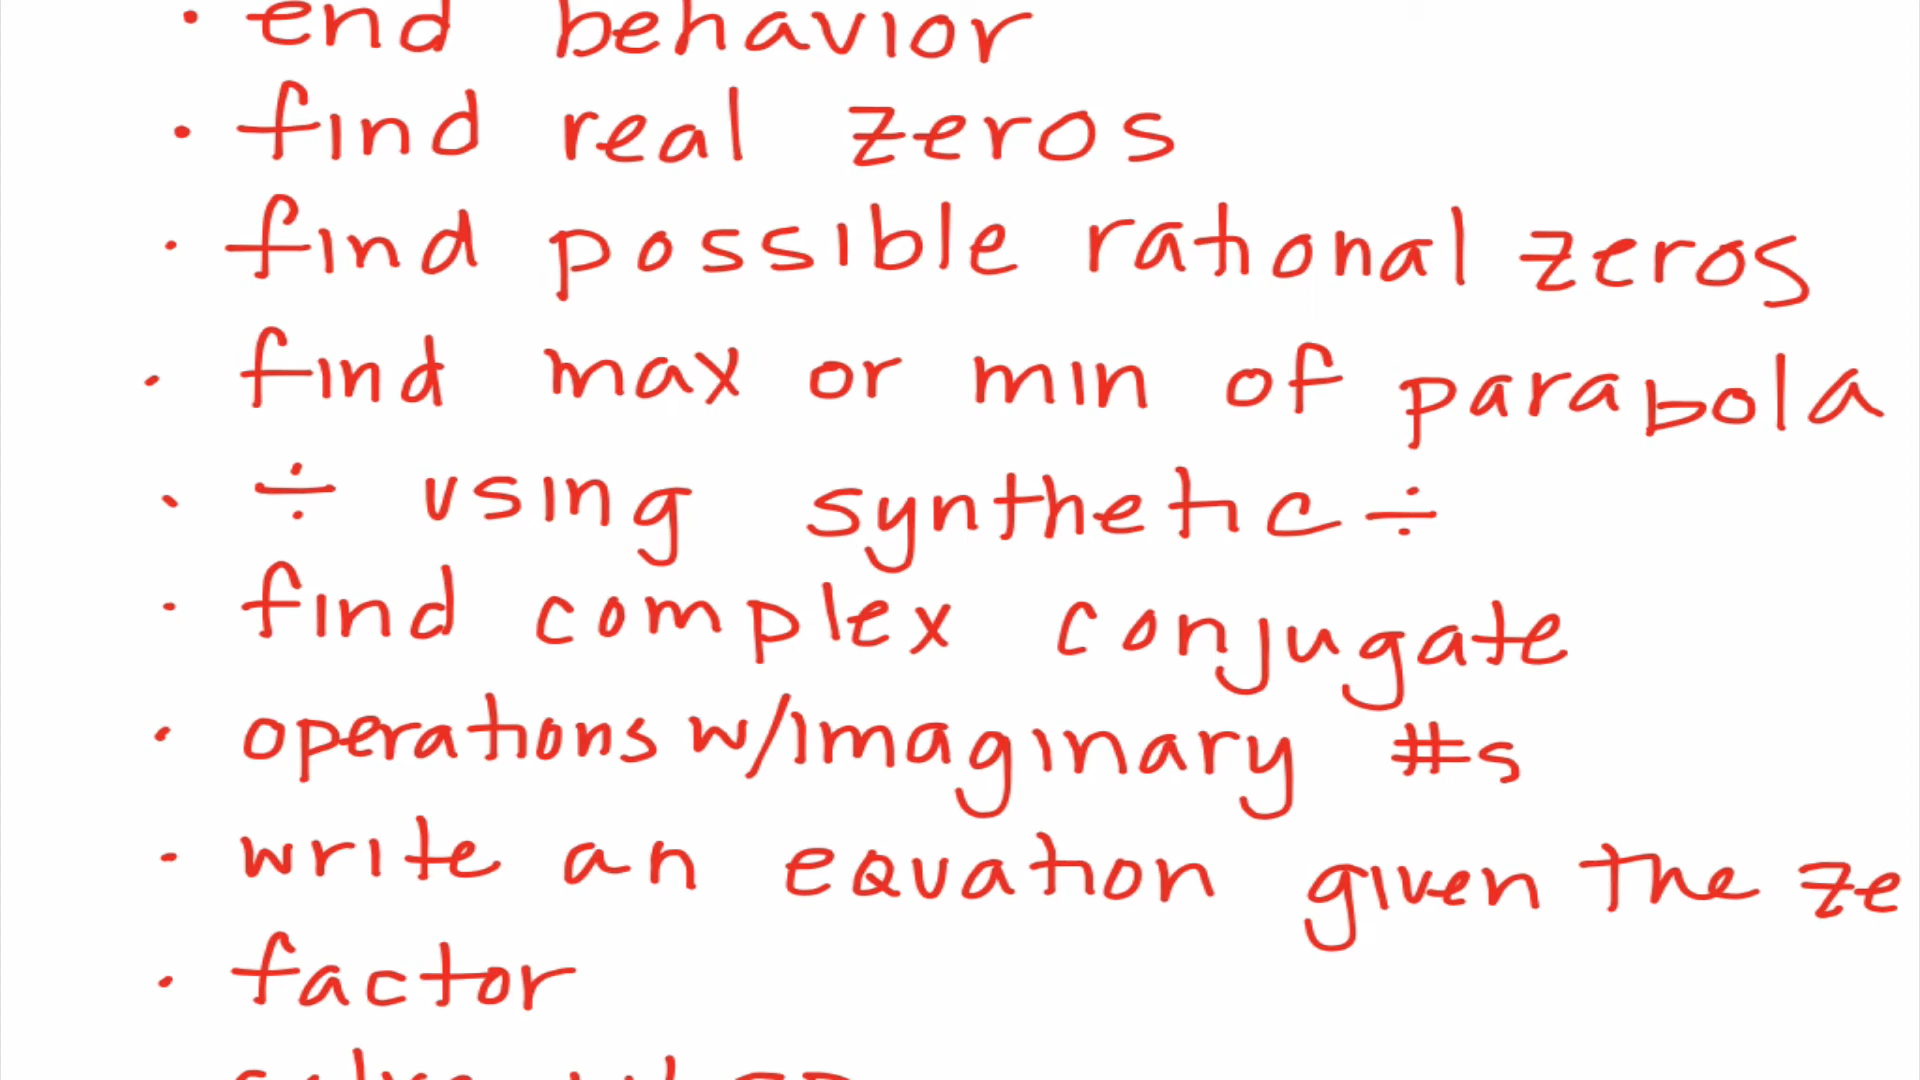 · end behavior
· find real zeros
· find possible rational zeros
· find max or min of parabola
· ÷ using synthetic ÷
· find complex conjugate
· operations w/imaginary #s
· write an equation given the ze
· factor